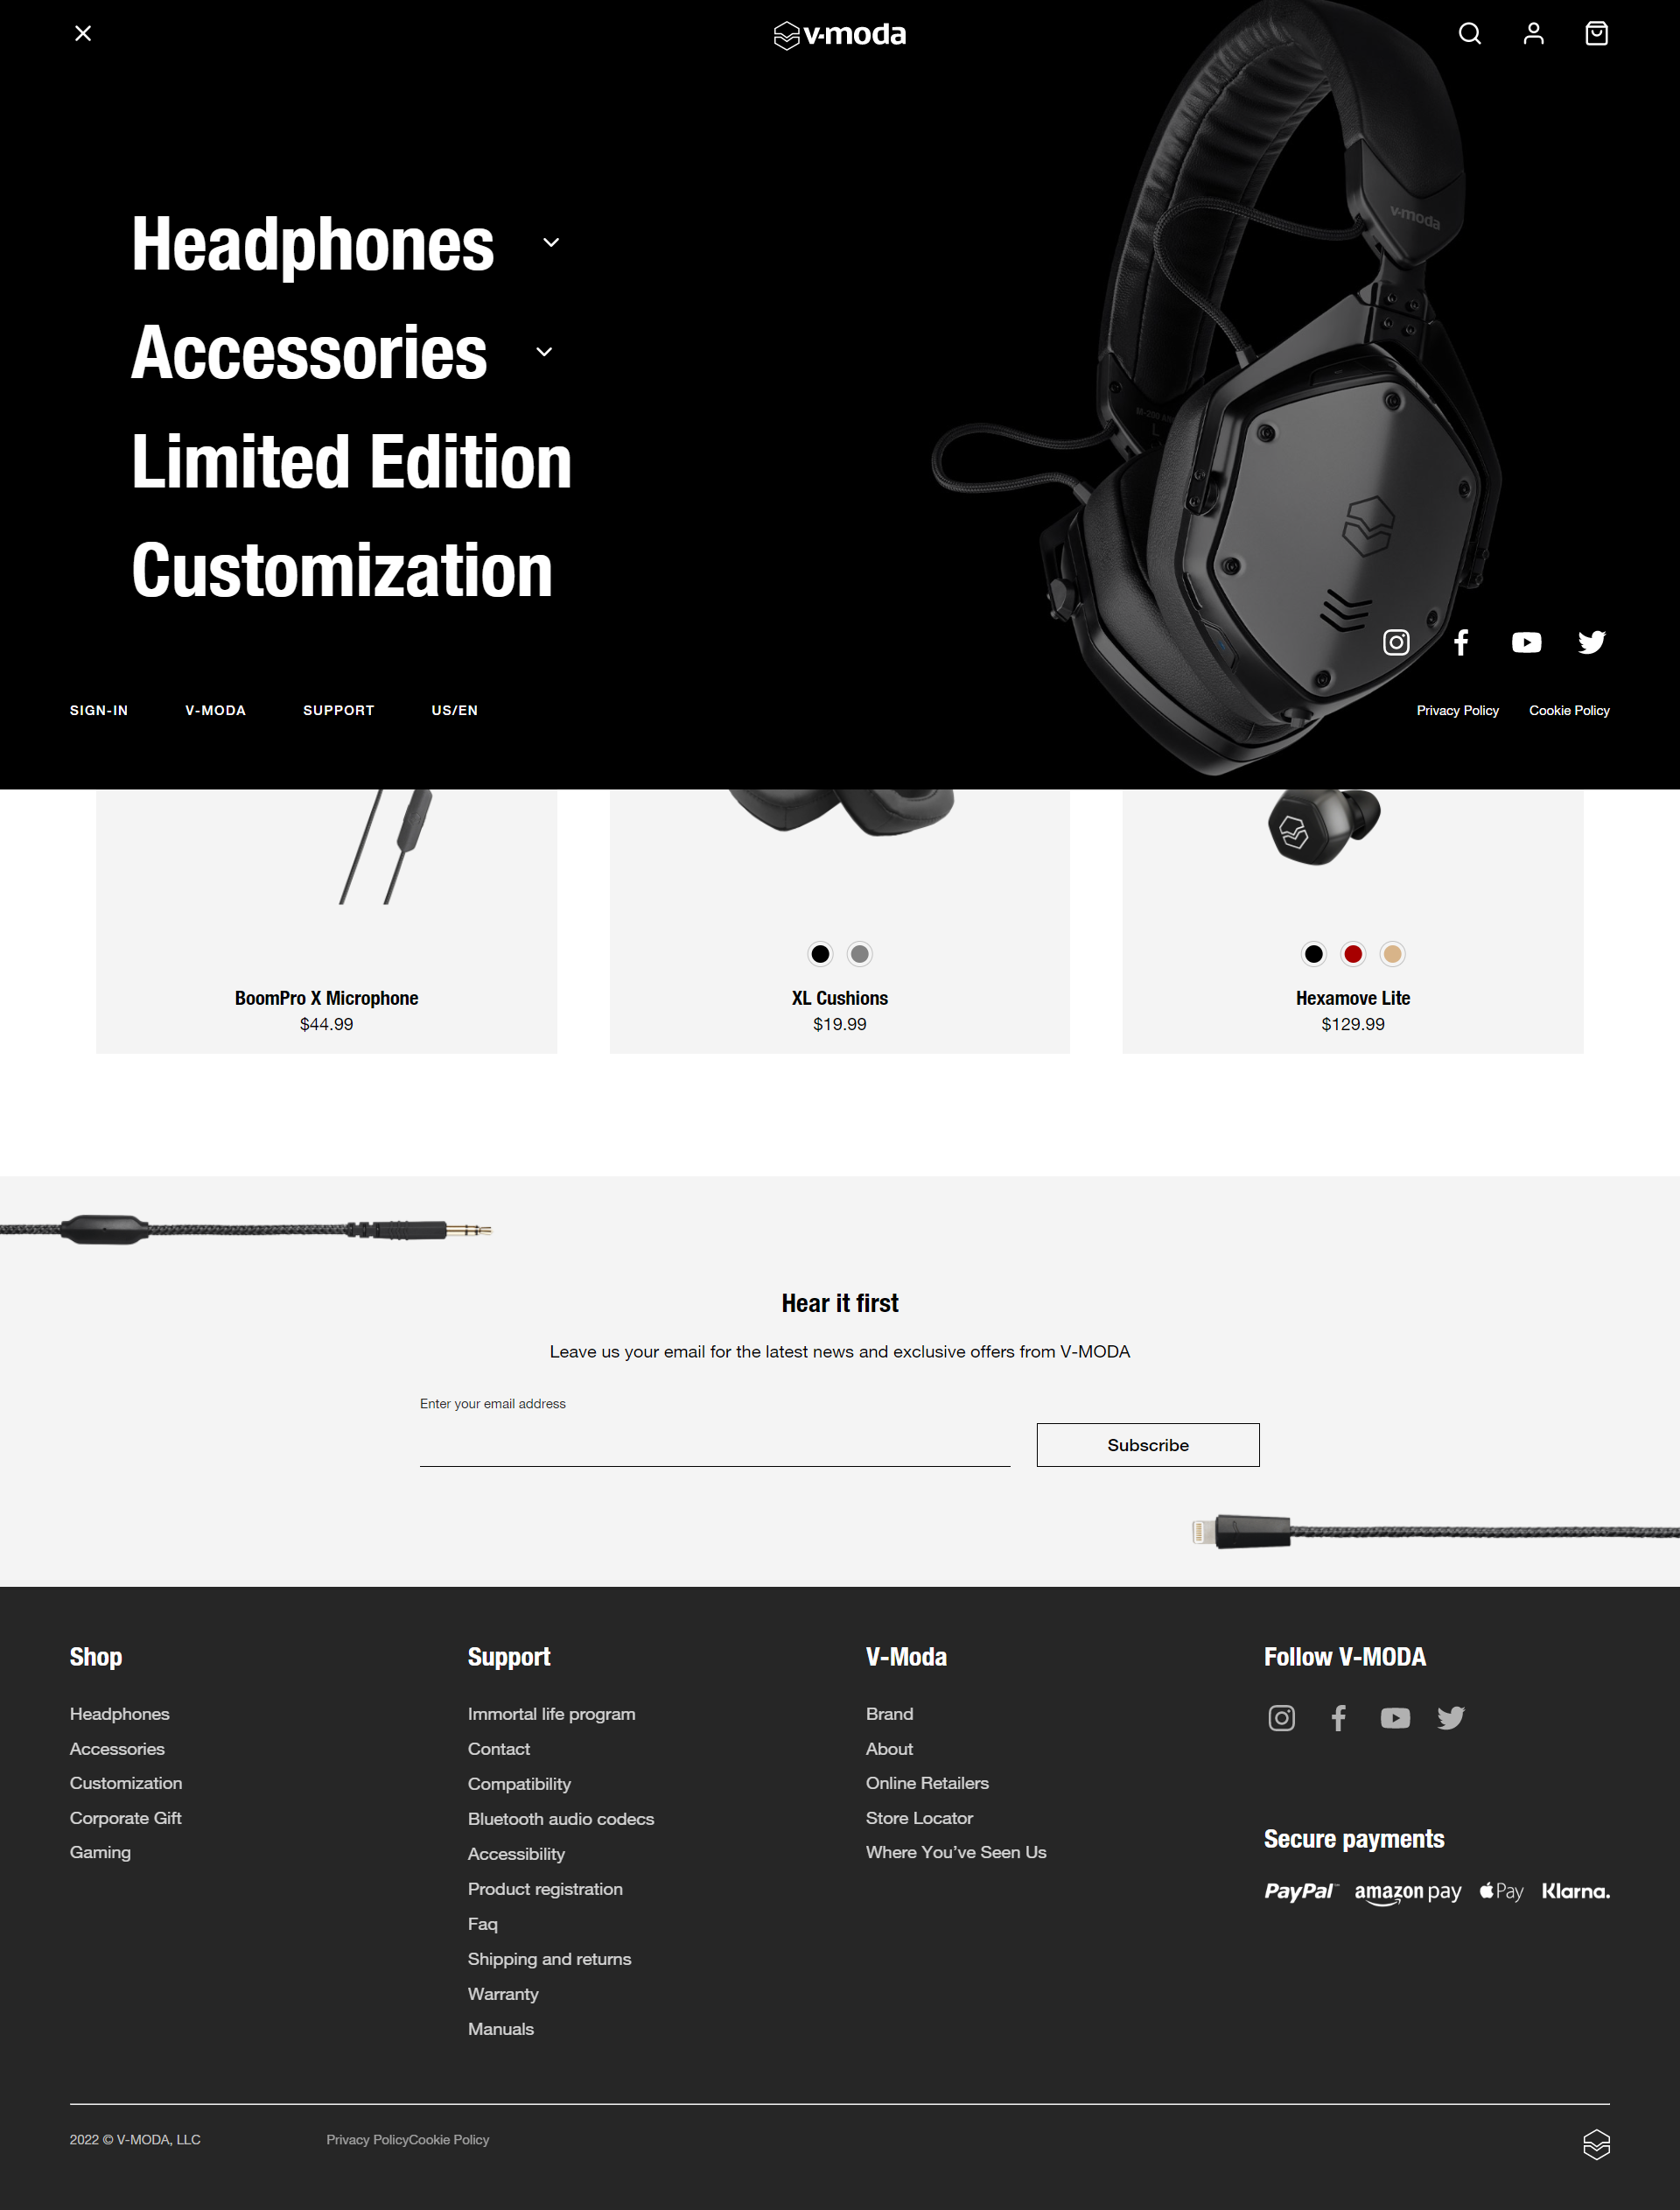 v-moda
v-moda
Headphones
Accessories
M-200
L
Limited Edition
Customization
SIGN-IN V-MODA SUPPORT US/EN
Privacy Policy Cookie Policy
BoomPro X Microphone
$44.99
XL Cushions
$19.99
Hexamove Lite
$129.99
Hear it first
Leave us your email for the latest news and exclusive offers from V-MODA
Enter your email address
Subscribe
Shop
Headphones
Accessories
Customization
Corporate Gift
Gaming
Support
Immortal life program
Contact
Compatibility
Bluetooth audio codecs
Accessibility
Product registration
Faq
Shipping and returns
Warranty
Manuals
V-Moda
Brand
About
Online Retailers
Store Locator
Where You’ve Seen Us
Follow V-MODA
Secure payments
PayPal™ amazon pay Pay Klarna.
2022 © V-MODA, LLC
Privacy PolicyCookie Policy